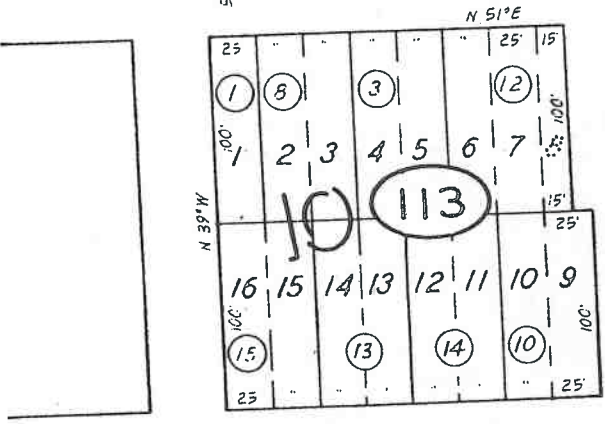 N 51°E
25 " " " " " 25' 15'
1 8 3 12
100' 100'
1 2 3 4 5 6 7
10 113
N 39°W
15'
25'
16 15 14 13 12 11 10 9
100' 100'
15 13 14 10
25 " " " " " " 25'